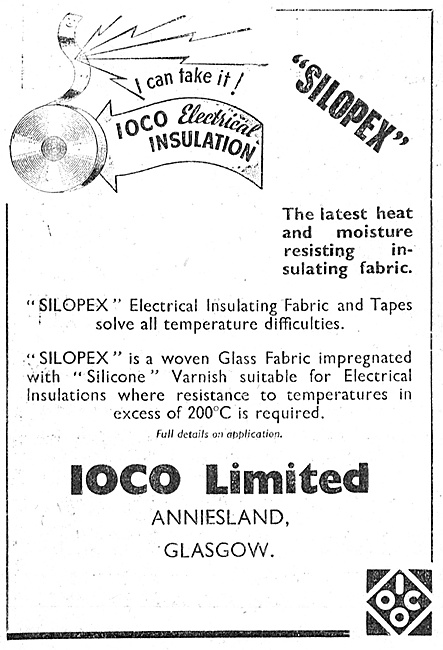 I can take it!
IOCO Electrical
INSULATION
"SILOPEX"
The latest heat
and moisture
resisting in-
sulating fabric.
"SILOPEX" Electrical Insulating Fabric and Tapes
solve all temperature difficulties.
"SILOPEX" is a woven Glass Fabric impregnated
with "Silicone" Varnish suitable for Electrical
Insulations where resistance to temperatures in
excess of 200°C is required.
Full details on application.
IOCO Limited
ANNIESLAND,
GLASGOW.
IOCO